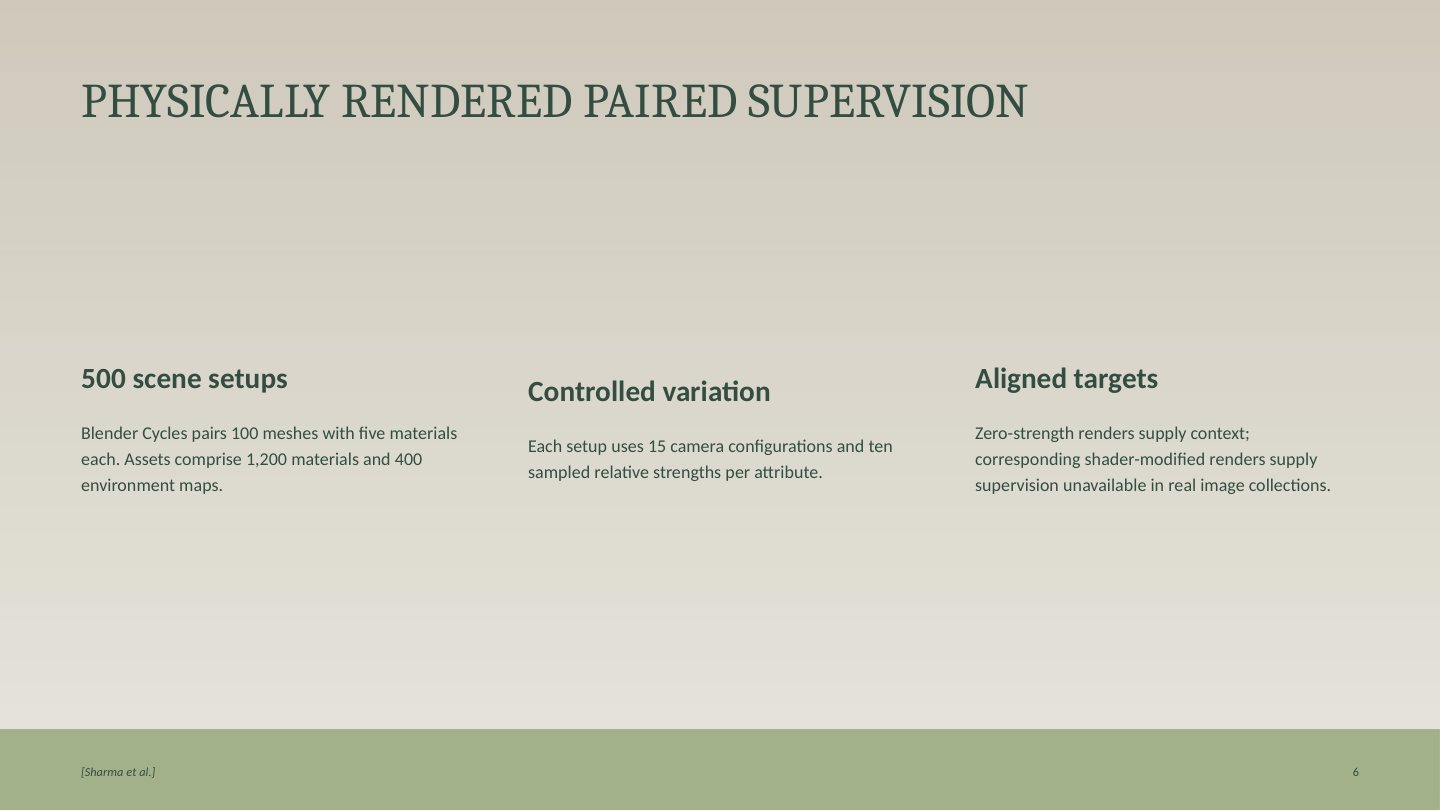 PHYSICALLY RENDERED PAIRED SUPERVISION
500 scene setups
Blender Cycles pairs 100 meshes with five materials
each. Assets comprise 1,200 materials and 400
environment maps.
Controlled variation
Each setup uses 15 camera configurations and ten
sampled relative strengths per attribute.
Aligned targets
Zero-strength renders supply context;
corresponding shader-modified renders supply
supervision unavailable in real image collections.
[Sharma et al.]
6